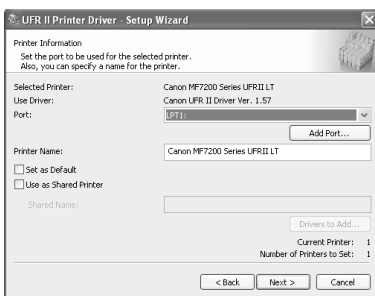 UFR II Printer Driver - Setup Wizard
Printer Information
Set the port to be used for the selected printer.
Also, you can specify a name for the printer.
Selected Printer: Canon MF7200 Series UFRII LT
Use Driver: Canon UFR II Driver Ver. 1.57
Port: LPT1:
Add Port...
Printer Name: Canon MF7200 Series UFRII LT
Set as Default
Use as Shared Printer
Shared Name:
Drivers to Add...
Current Printer: 1
Number of Printers to Set: 1
< Back Next > Cancel